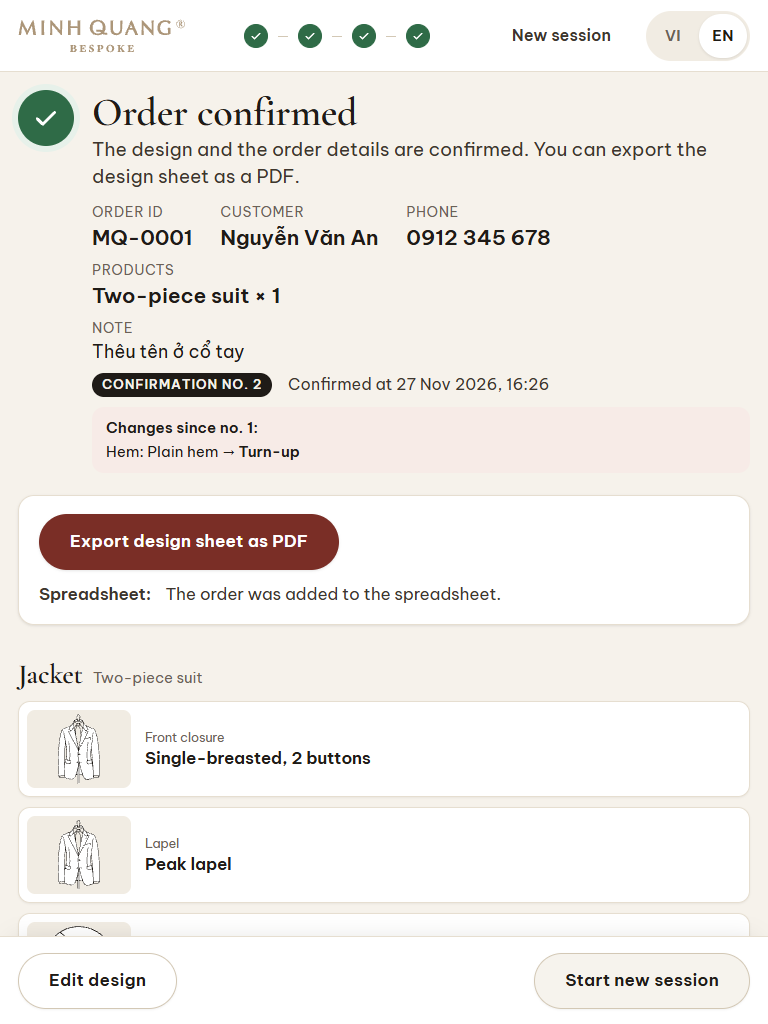 MINH QUANG®
BESPOKE
New session
VI
EN
Order confirmed
The design and the order details are confirmed. You can export the
design sheet as a PDF.
ORDER ID
MQ-0001
CUSTOMER
Nguyễn Văn An
PHONE
0912 345 678
PRODUCTS
Two-piece suit × 1
NOTE
Thêu tên ở cổ tay
CONFIRMATION NO. 2
Confirmed at 27 Nov 2026, 16:26
Changes since no. 1:
Hem: Plain hem → Turn-up
Export design sheet as PDF
Spreadsheet: The order was added to the spreadsheet.
Jacket Two-piece suit
Front closure
Single-breasted, 2 buttons
Lapel
Peak lapel
Edit design
Start new session